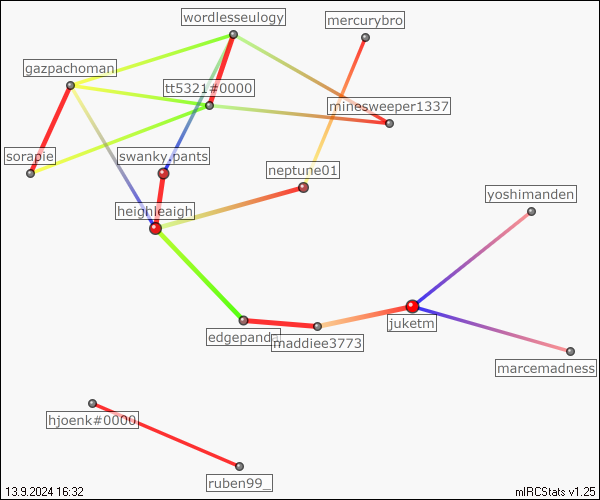 wordlesseulogy
mercurybro
gazpachoman
tt5321#0000
minesweeper1337
sorapie
swanky.pants
neptune01
yoshimanden
heighleaigh
juketm
edgepanda
maddiee3773
marcemadness
hjoenk#0000
ruben99_
13.9.2024 16:32
mIRCStats v1.25